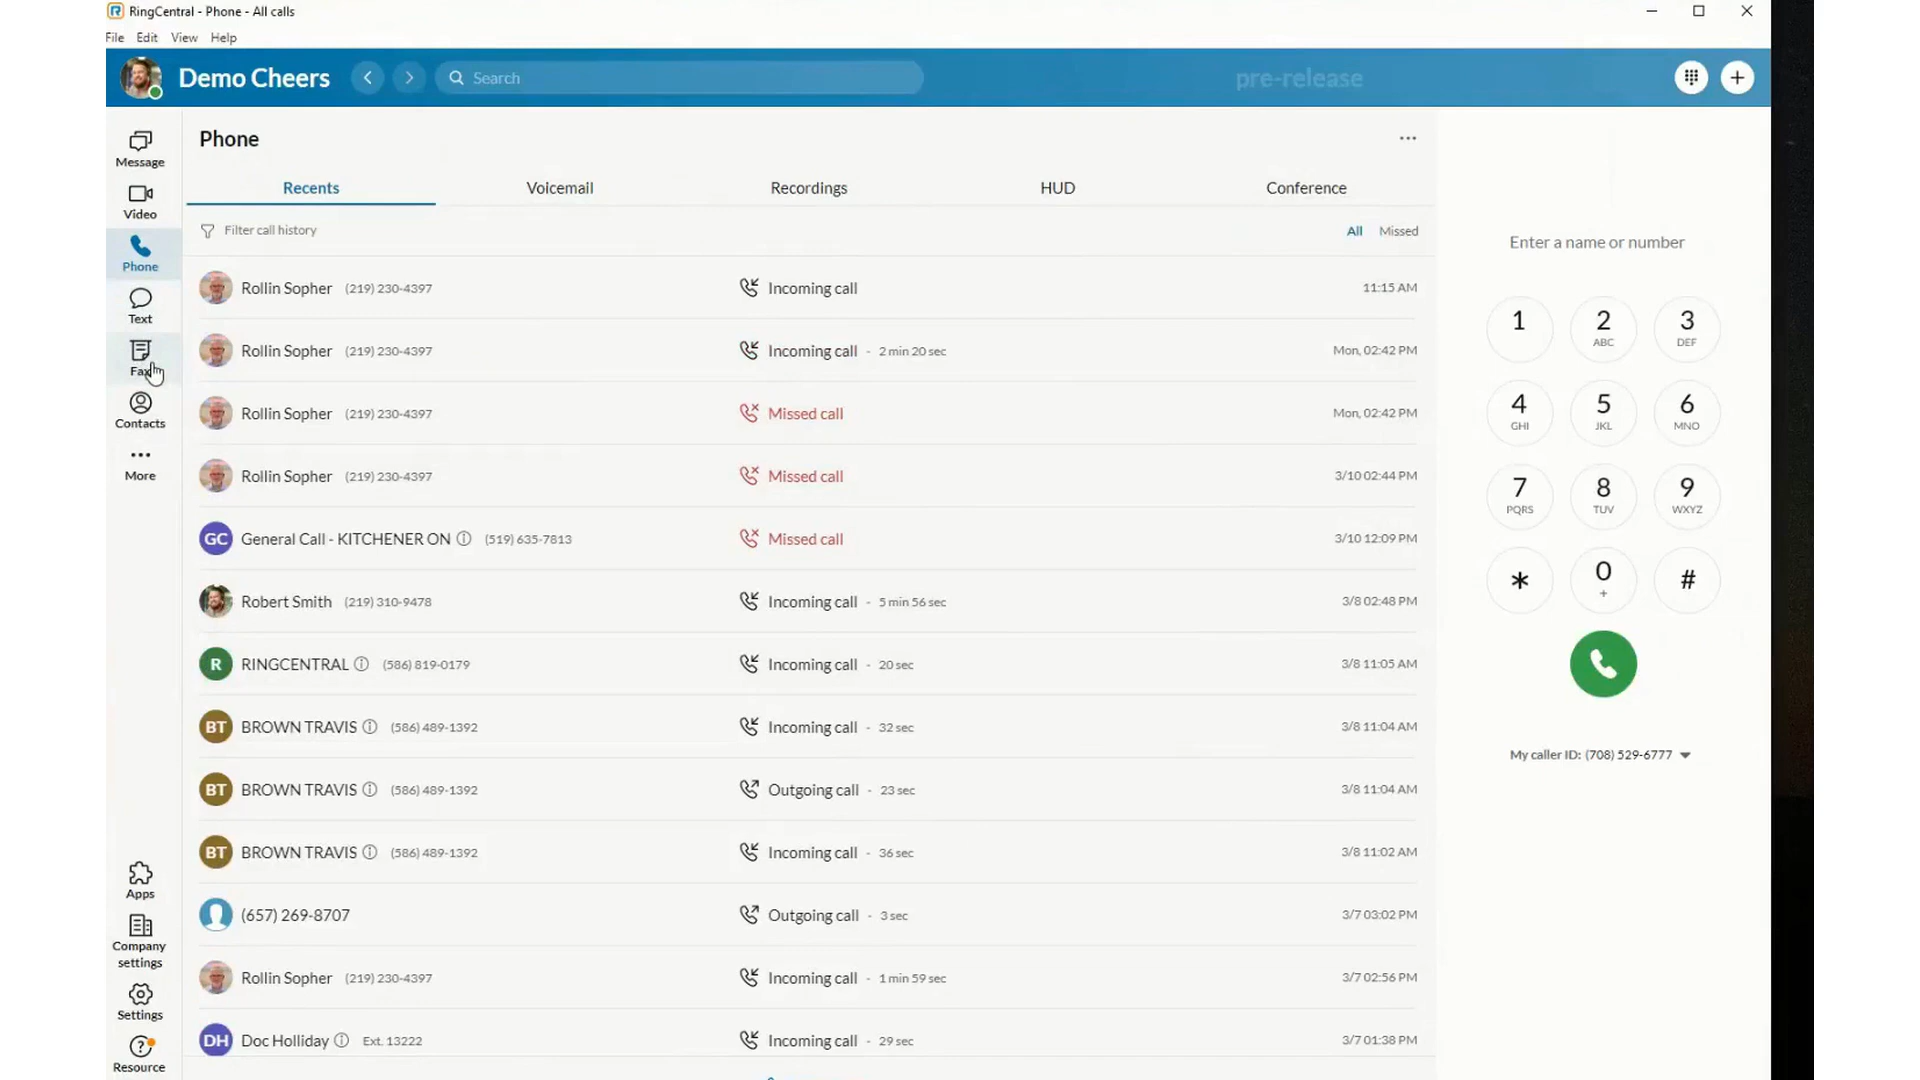 RingCentral - Phone - All calls
File Edit View Help
Demo Cheers Search pre-release
Message
Video
Phone
Text
Fax
Contacts
More
Apps
Company
settings
Settings
Resource
Phone
Recents Voicemail Recordings HUD Conference
Filter call history All Missed
Rollin Sopher (219) 230-4397 Incoming call 11:15 AM
Rollin Sopher (219) 230-4397 Incoming call - 2 min 20 sec Mon, 02:42 PM
Rollin Sopher (219) 230-4397 Missed call Mon, 02:42 PM
Rollin Sopher (219) 230-4397 Missed call 3/10 02:44 PM
GC General Call - KITCHENER ON (519) 635-7813 Missed call 3/10 12:09 PM
Robert Smith (219) 310-9478 Incoming call - 5 min 56 sec 3/8 02:48 PM
R RINGCENTRAL (586) 819-0179 Incoming call - 20 sec 3/8 11:05 AM
BT BROWN TRAVIS (586) 489-1392 Incoming call - 32 sec 3/8 11:04 AM
BT BROWN TRAVIS (586) 489-1392 Outgoing call - 23 sec 3/8 11:04 AM
BT BROWN TRAVIS (586) 489-1392 Incoming call - 36 sec 3/8 11:02 AM
(657) 269-8707 Outgoing call - 3 sec 3/7 03:02 PM
Rollin Sopher (219) 230-4397 Incoming call - 1 min 59 sec 3/7 02:56 PM
DH Doc Holliday Ext. 13222 Incoming call - 29 sec 3/7 01:38 PM
Enter a name or number
1 2 3
ABC DEF
4 5 6
GHI JKL MNO
7 8 9
PQRS TUV WXYZ
* 0 #
+
My caller ID: (708) 529-6777